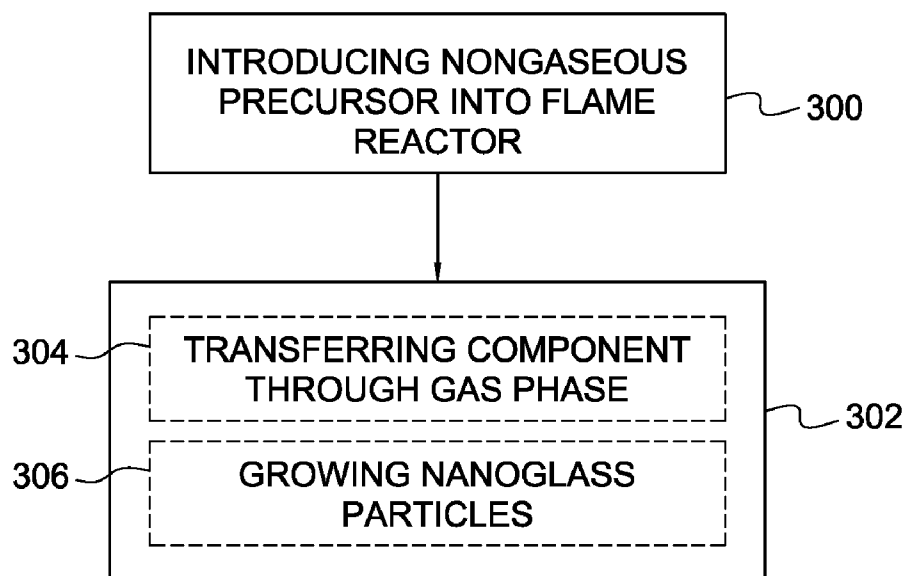 INTRODUCING NONGASEOUS
PRECURSOR INTO FLAME
REACTOR
300
304
TRANSFERRING COMPONENT
THROUGH GAS PHASE
302
306
GROWING NANOGLASS
PARTICLES